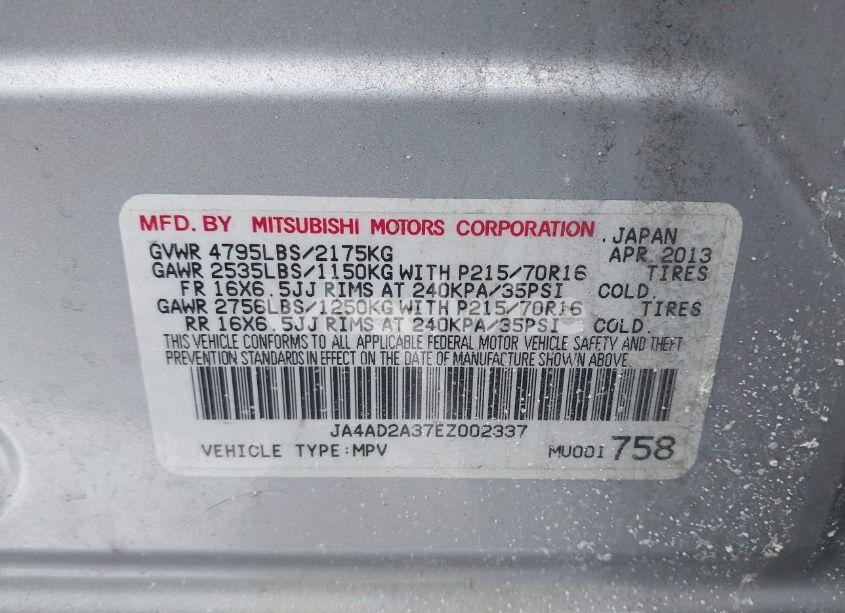 MFD. BY MITSUBISHI MOTORS CORPORATION , JAPAN
GVWR 4795LBS/2175KG APR 2013
GAWR 2535LBS/1150KG WITH P215/70R16 TIRES
FR 16X6.5JJ RIMS AT 240KPA/35PSI COLD.
GAWR 2756LBS/1250KG WITH P215/70R16 TIRES
RR 16X6.5JJ RIMS AT 240KPA/35PSI COLD.
THIS VEHICLE CONFORMS TO ALL APPLICABLE FEDERAL MOTOR VEHICLE SAFETY AND THEFT
PREVENTION STANDARDS IN EFFECT ON THE DATE OF MANUFACTURE SHOWN ABOVE.
JA4AD2A37EZ002337
VEHICLE TYPE:MPV MU001758